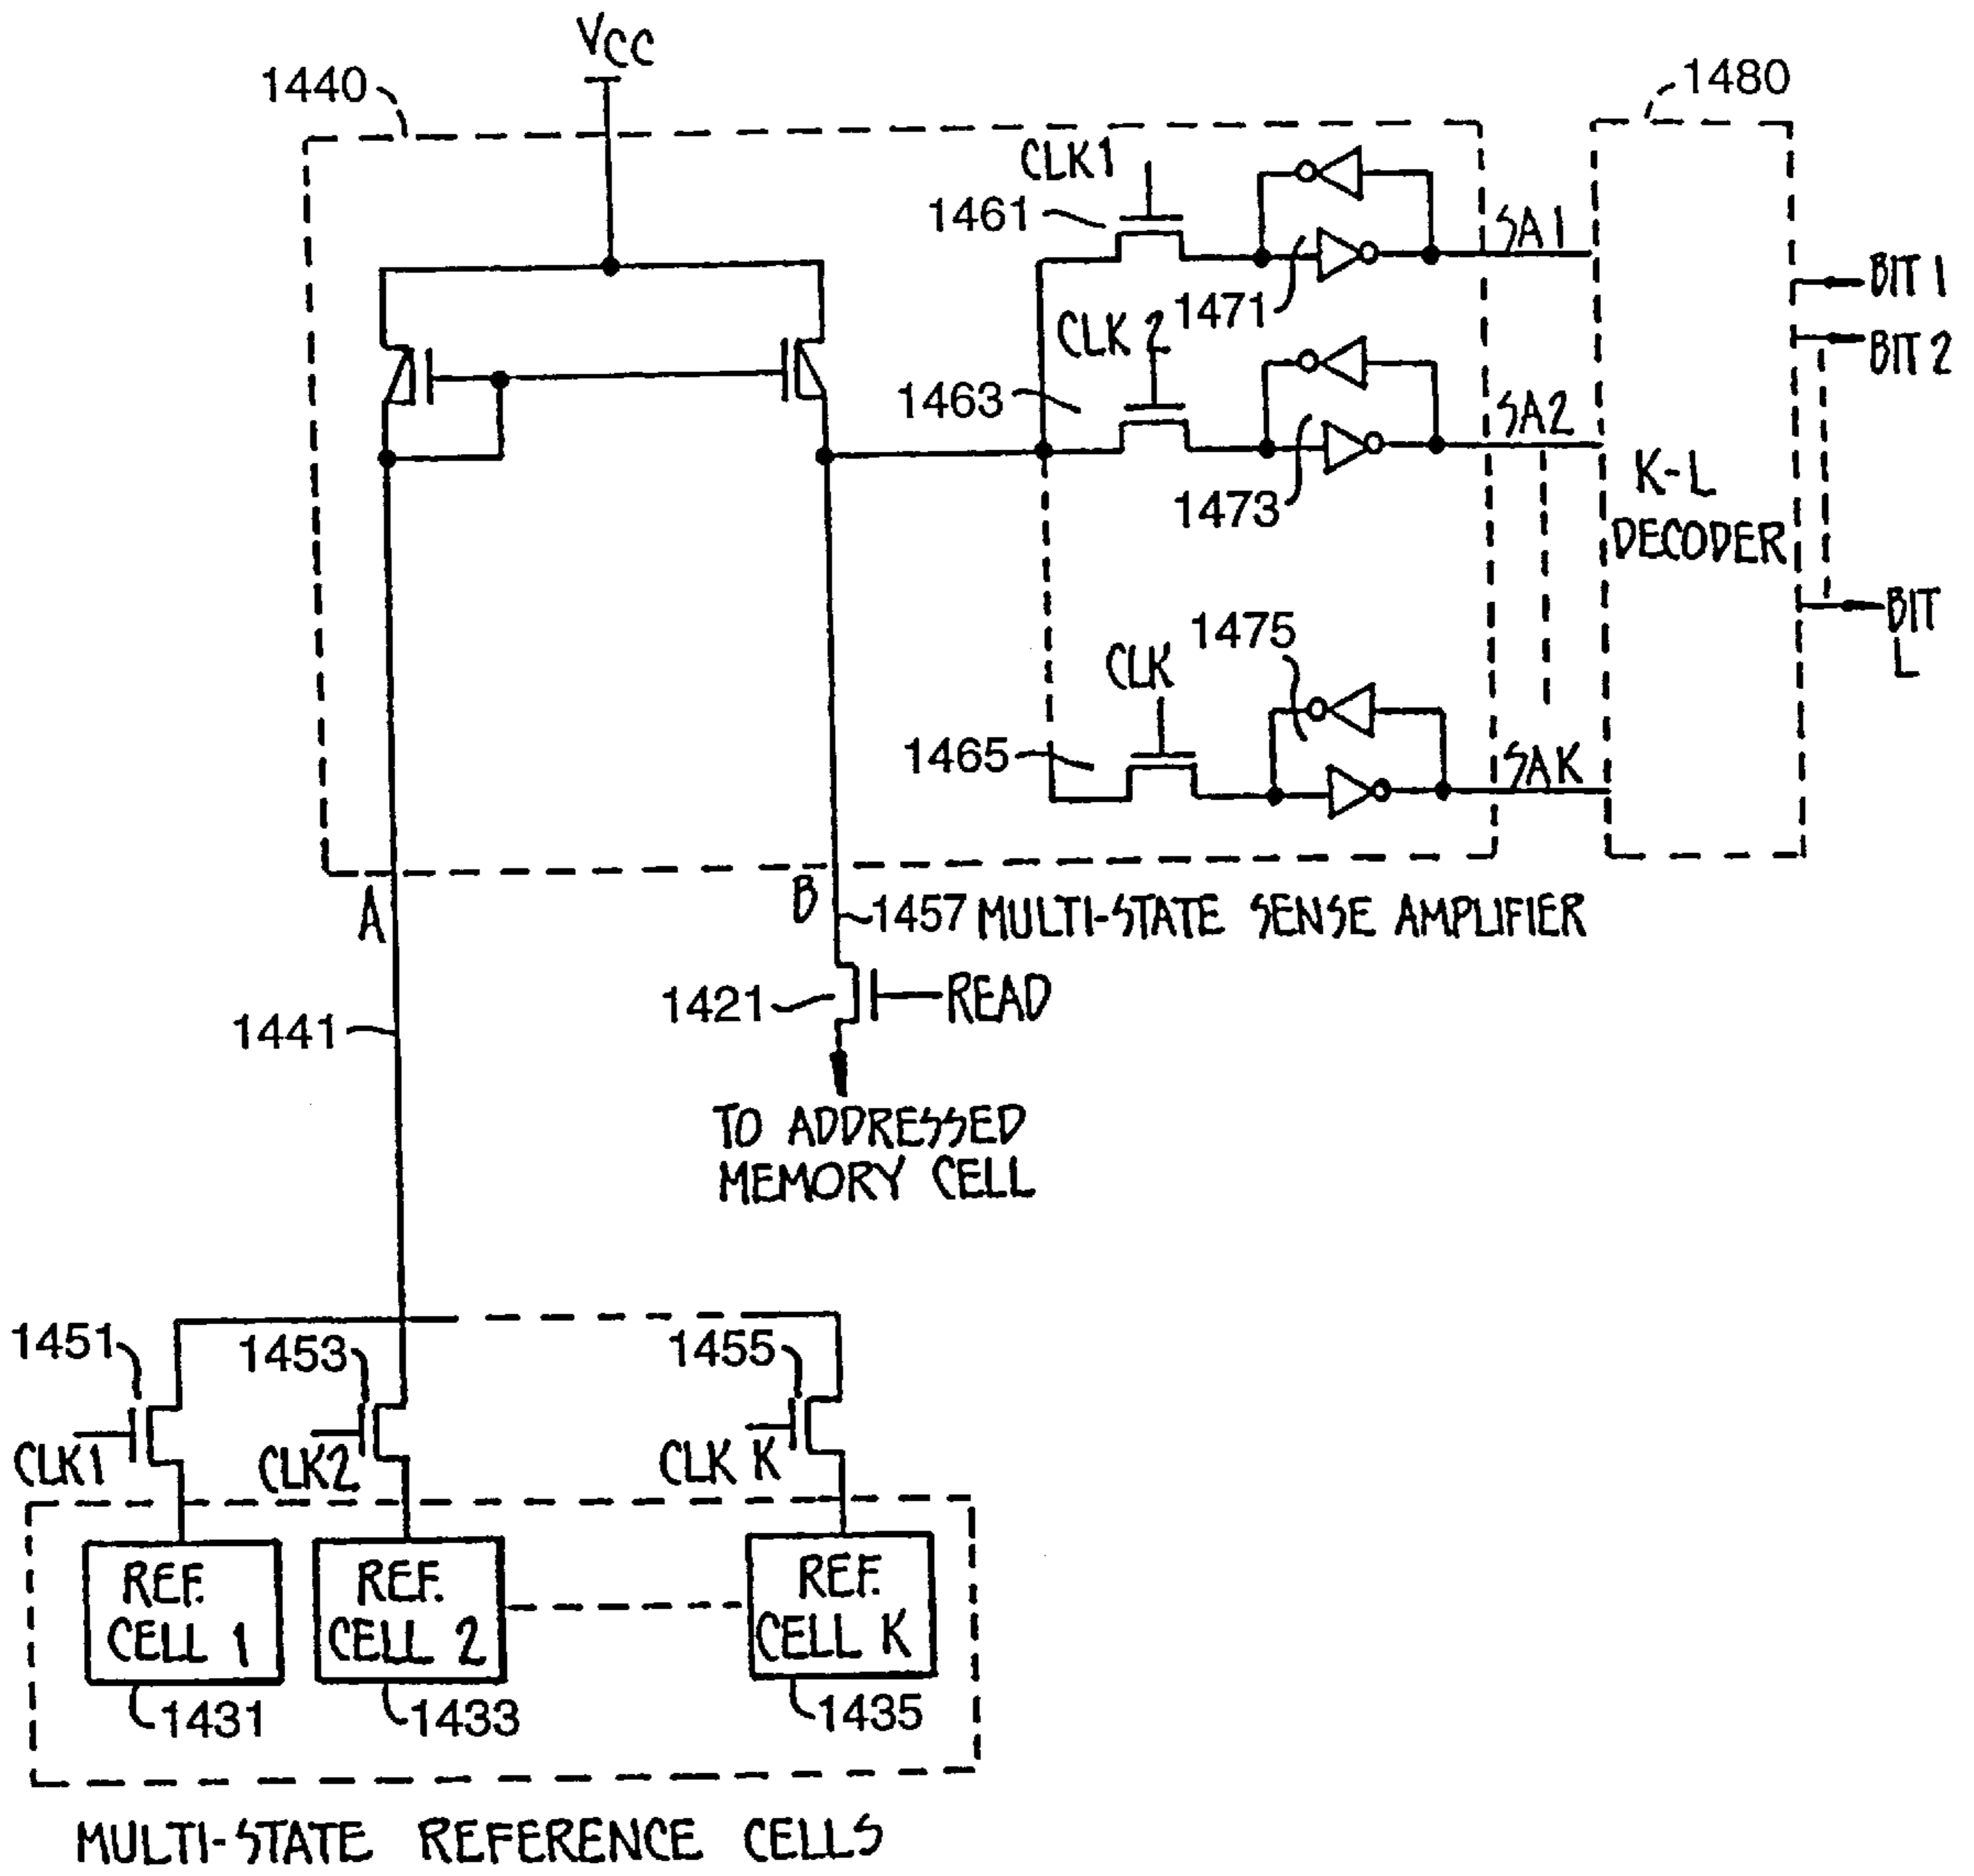 VCC
1440
1480
CLK1
1461
SA1
1471
BIT 1
CLK 2
BIT 2
1463
SA2
1473
K-L
DECODER
BIT
L
1475
CLK
1465
SAK
A
B
1457
MULTI-STATE SENSE AMPLIFIER
1421
READ
1441
TO ADDRESSED
MEMORY CELL
1451
1453
1455
CLK1
CLK2
CLK K
REF.
CELL 1
REF.
CELL 2
REF.
CELL K
1431
1433
1435
MULTI-STATE REFERENCE CELLS